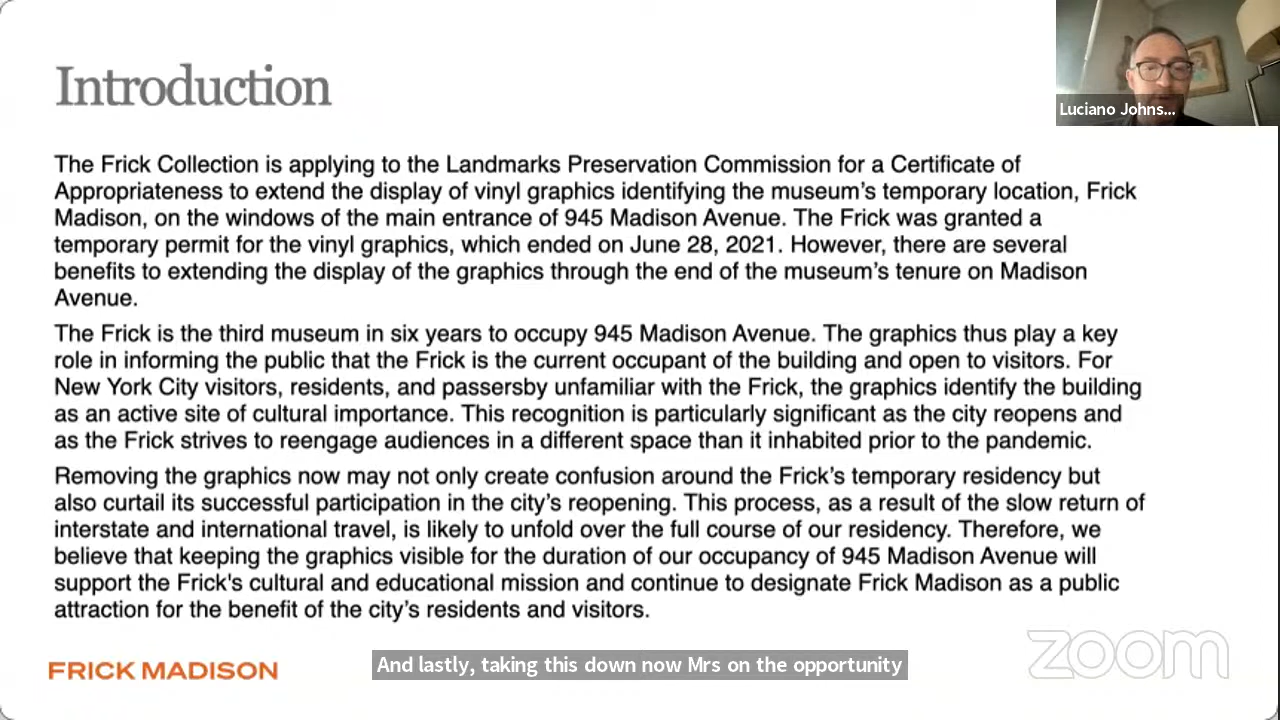 Introduction
Luciano Johns...
The Frick Collection is applying to the Landmarks Preservation Commission for a Certificate of
Appropriateness to extend the display of vinyl graphics identifying the museum’s temporary location, Frick
Madison, on the windows of the main entrance of 945 Madison Avenue. The Frick was granted a
temporary permit for the vinyl graphics, which ended on June 28, 2021. However, there are several
benefits to extending the display of the graphics through the end of the museum’s tenure on Madison
Avenue.
The Frick is the third museum in six years to occupy 945 Madison Avenue. The graphics thus play a key
role in informing the public that the Frick is the current occupant of the building and open to visitors. For
New York City visitors, residents, and passersby unfamiliar with the Frick, the graphics identify the building
as an active site of cultural importance. This recognition is particularly significant as the city reopens and
as the Frick strives to reengage audiences in a different space than it inhabited prior to the pandemic.
Removing the graphics now may not only create confusion around the Frick’s temporary residency but
also curtail its successful participation in the city’s reopening. This process, as a result of the slow return of
interstate and international travel, is likely to unfold over the full course of our residency. Therefore, we
believe that keeping the graphics visible for the duration of our occupancy of 945 Madison Avenue will
support the Frick's cultural and educational mission and continue to designate Frick Madison as a public
attraction for the benefit of the city’s residents and visitors.
FRICK MADISON
And lastly, taking this down now Mrs on the opportunity
zoom